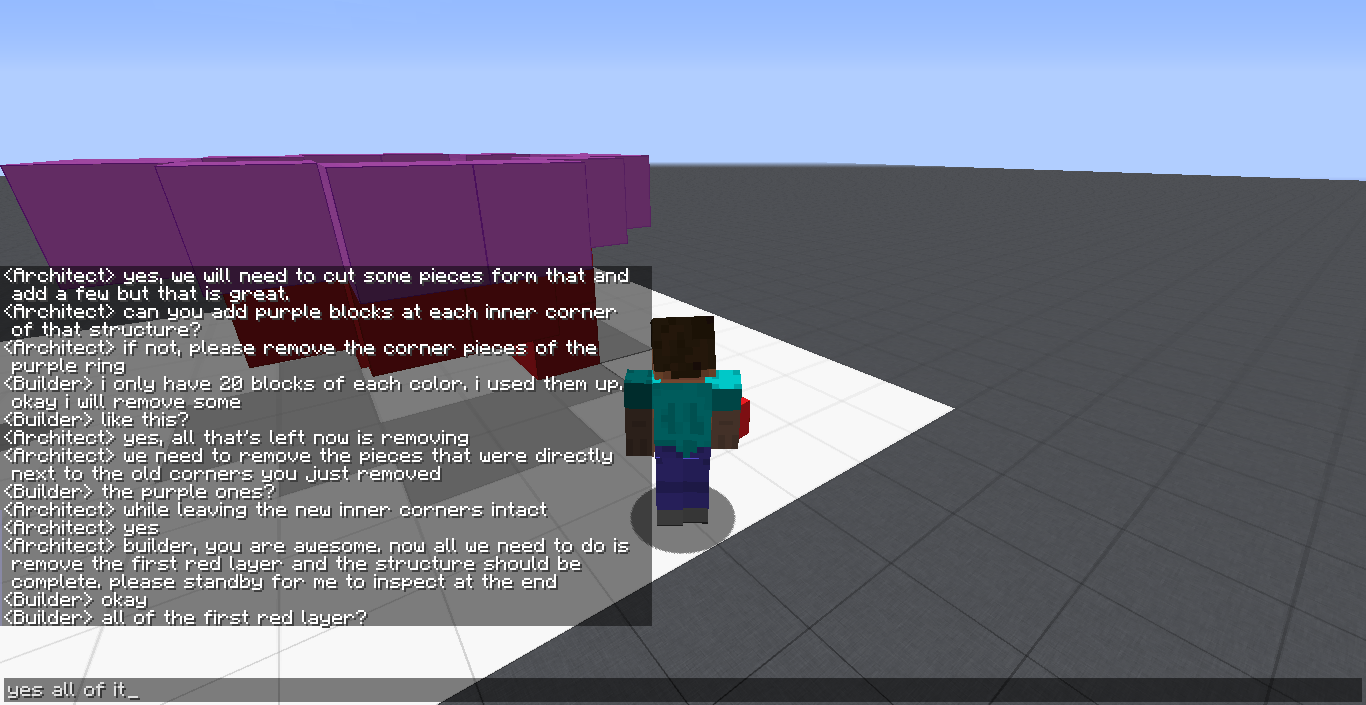 <Architect> yes, we will need to cut some pieces form that and
add a few but that is great.
<Architect> can you add purple blocks at each inner corner
of that structure?
<Architect> if not, please remove the corner pieces of the
purple ring
<Builder> i only have 20 blocks of each color. i used them up.
okay i will remove some
<Builder> like this?
<Architect> yes, all that's left now is removing
<Architect> we need to remove the pieces that were directly
next to the old corners you just removed
<Builder> the purple ones?
<Architect> while leaving the new inner corners intact
<Architect> yes
<Architect> builder, you are awesome. now all we need to do is
remove the first red layer and the structure should be
complete. please standby for me to inspect at the end
<Builder> okay
<Builder> all of the first red layer?
yes all of it_